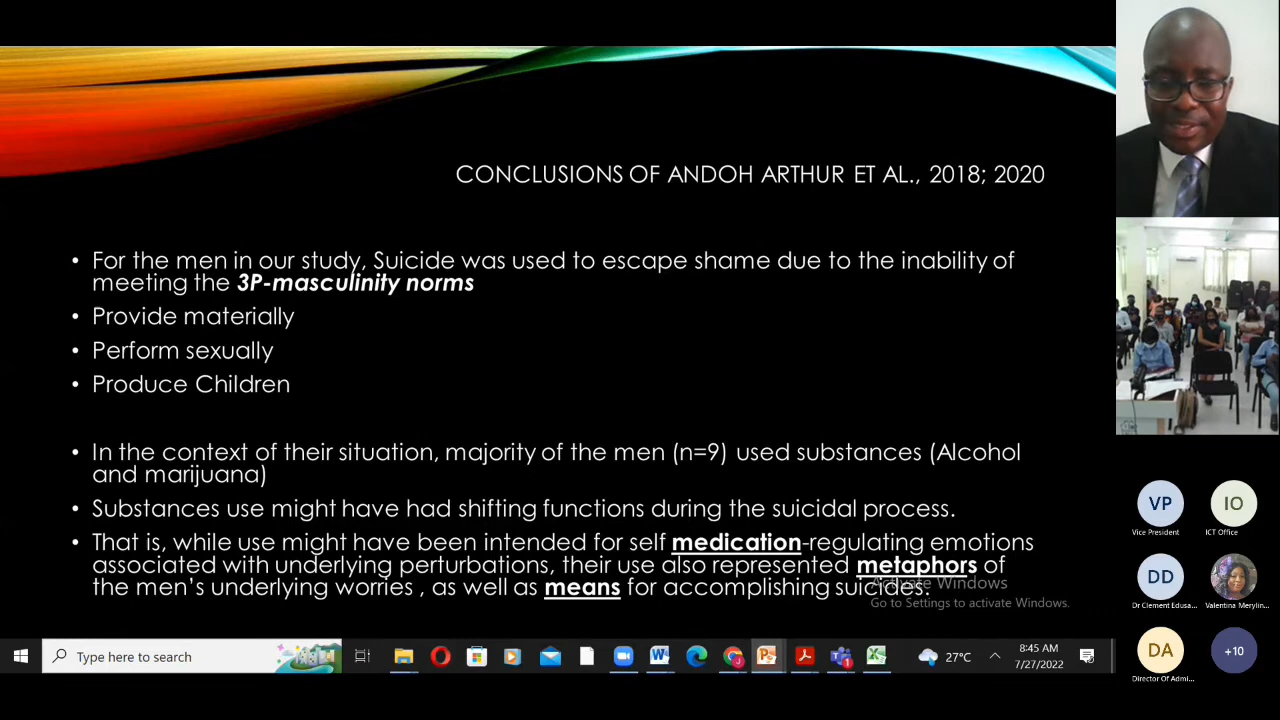 CONCLUSIONS OF ANDOH ARTHUR ET AL., 2018; 2020
• For the men in our study, Suicide was used to escape shame due to the inability of
meeting the 3P-masculinity norms
• Provide materially
• Perform sexually
• Produce Children
• In the context of their situation, majority of the men (n=9) used substances (Alcohol
and marijuana)
• Substances use might have had shifting functions during the suicidal process.
• That is, while use might have been intended for self medication-regulating emotions
associated with underlying perturbations, their use also represented metaphors of
the men's underlying worries , as well as means for accomplishing suicides.
Activate Windows
Go to Settings to activate Windows.
Type here to search
27°C
8:45 AM
7/27/2022
VP
Vice President
IO
ICT Office
DD
Dr Clement Edusa...
Valentina Merylin...
DA
Director Of Admi...
+10